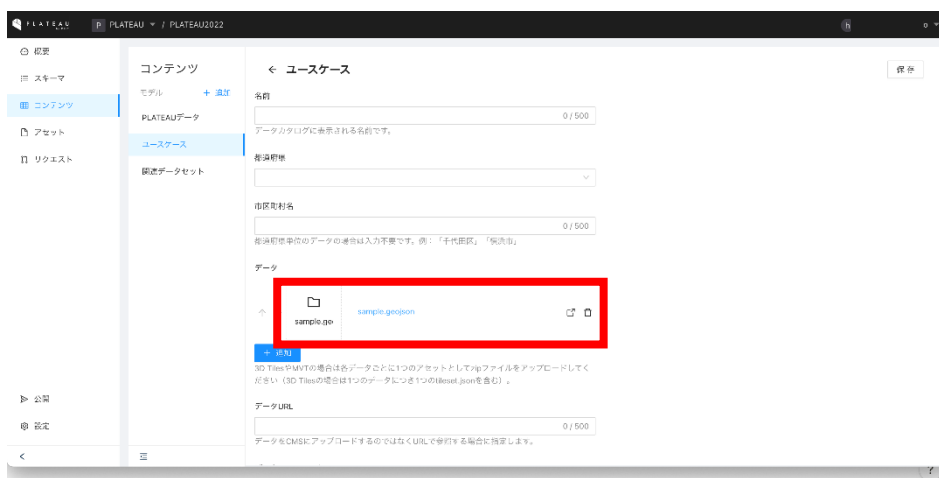 PLATEAU
P PLATEAU / PLATEAU2022
h
o
概要
スキーマ
コンテンツ
アセット
リクエスト
公開
設定
コンテンツ
モデル + 追加
PLATEAUデータ
ユースケース
関連データセット
← ユースケース
保存
名前
0 / 500
データカタログに表示される名前です。
都道府県
市区町村名
0 / 500
都道府県単位のデータの場合は入力不要です。例：「千代田区」「横浜市」
データ
sample.geo
sample.geojson
+ 追加
3D TilesやMVTの場合は各データごとに1つのアセットとしてzipファイルをアップロードしてく
ださい（3D Tilesの場合は1つのデータにつき1つのtileset.jsonを含む）。
データURL
0 / 500
データをCMSにアップロードするのではなくURLで参照する場合に指定します。
?